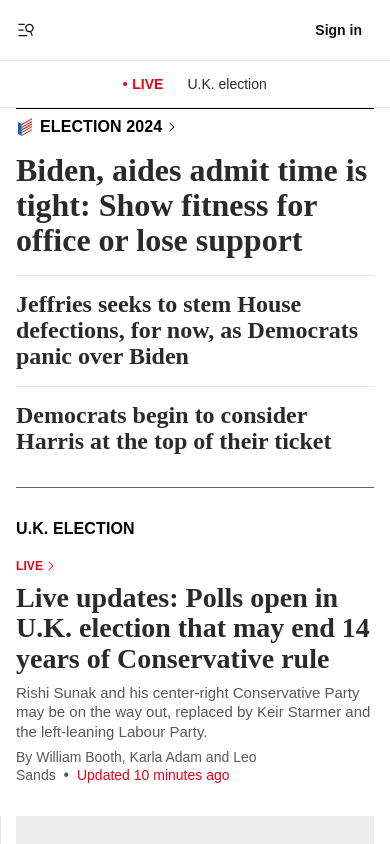 Sign in
• LIVE U.K. election
ELECTION 2024
Biden, aides admit time is
tight: Show fitness for
office or lose support
Jeffries seeks to stem House
defections, for now, as Democrats
panic over Biden
Democrats begin to consider
Harris at the top of their ticket
U.K. ELECTION
LIVE
Live updates: Polls open in
U.K. election that may end 14
years of Conservative rule
Rishi Sunak and his center-right Conservative Party
may be on the way out, replaced by Keir Starmer and
the left-leaning Labour Party.
By William Booth, Karla Adam and Leo
Sands • Updated 10 minutes ago